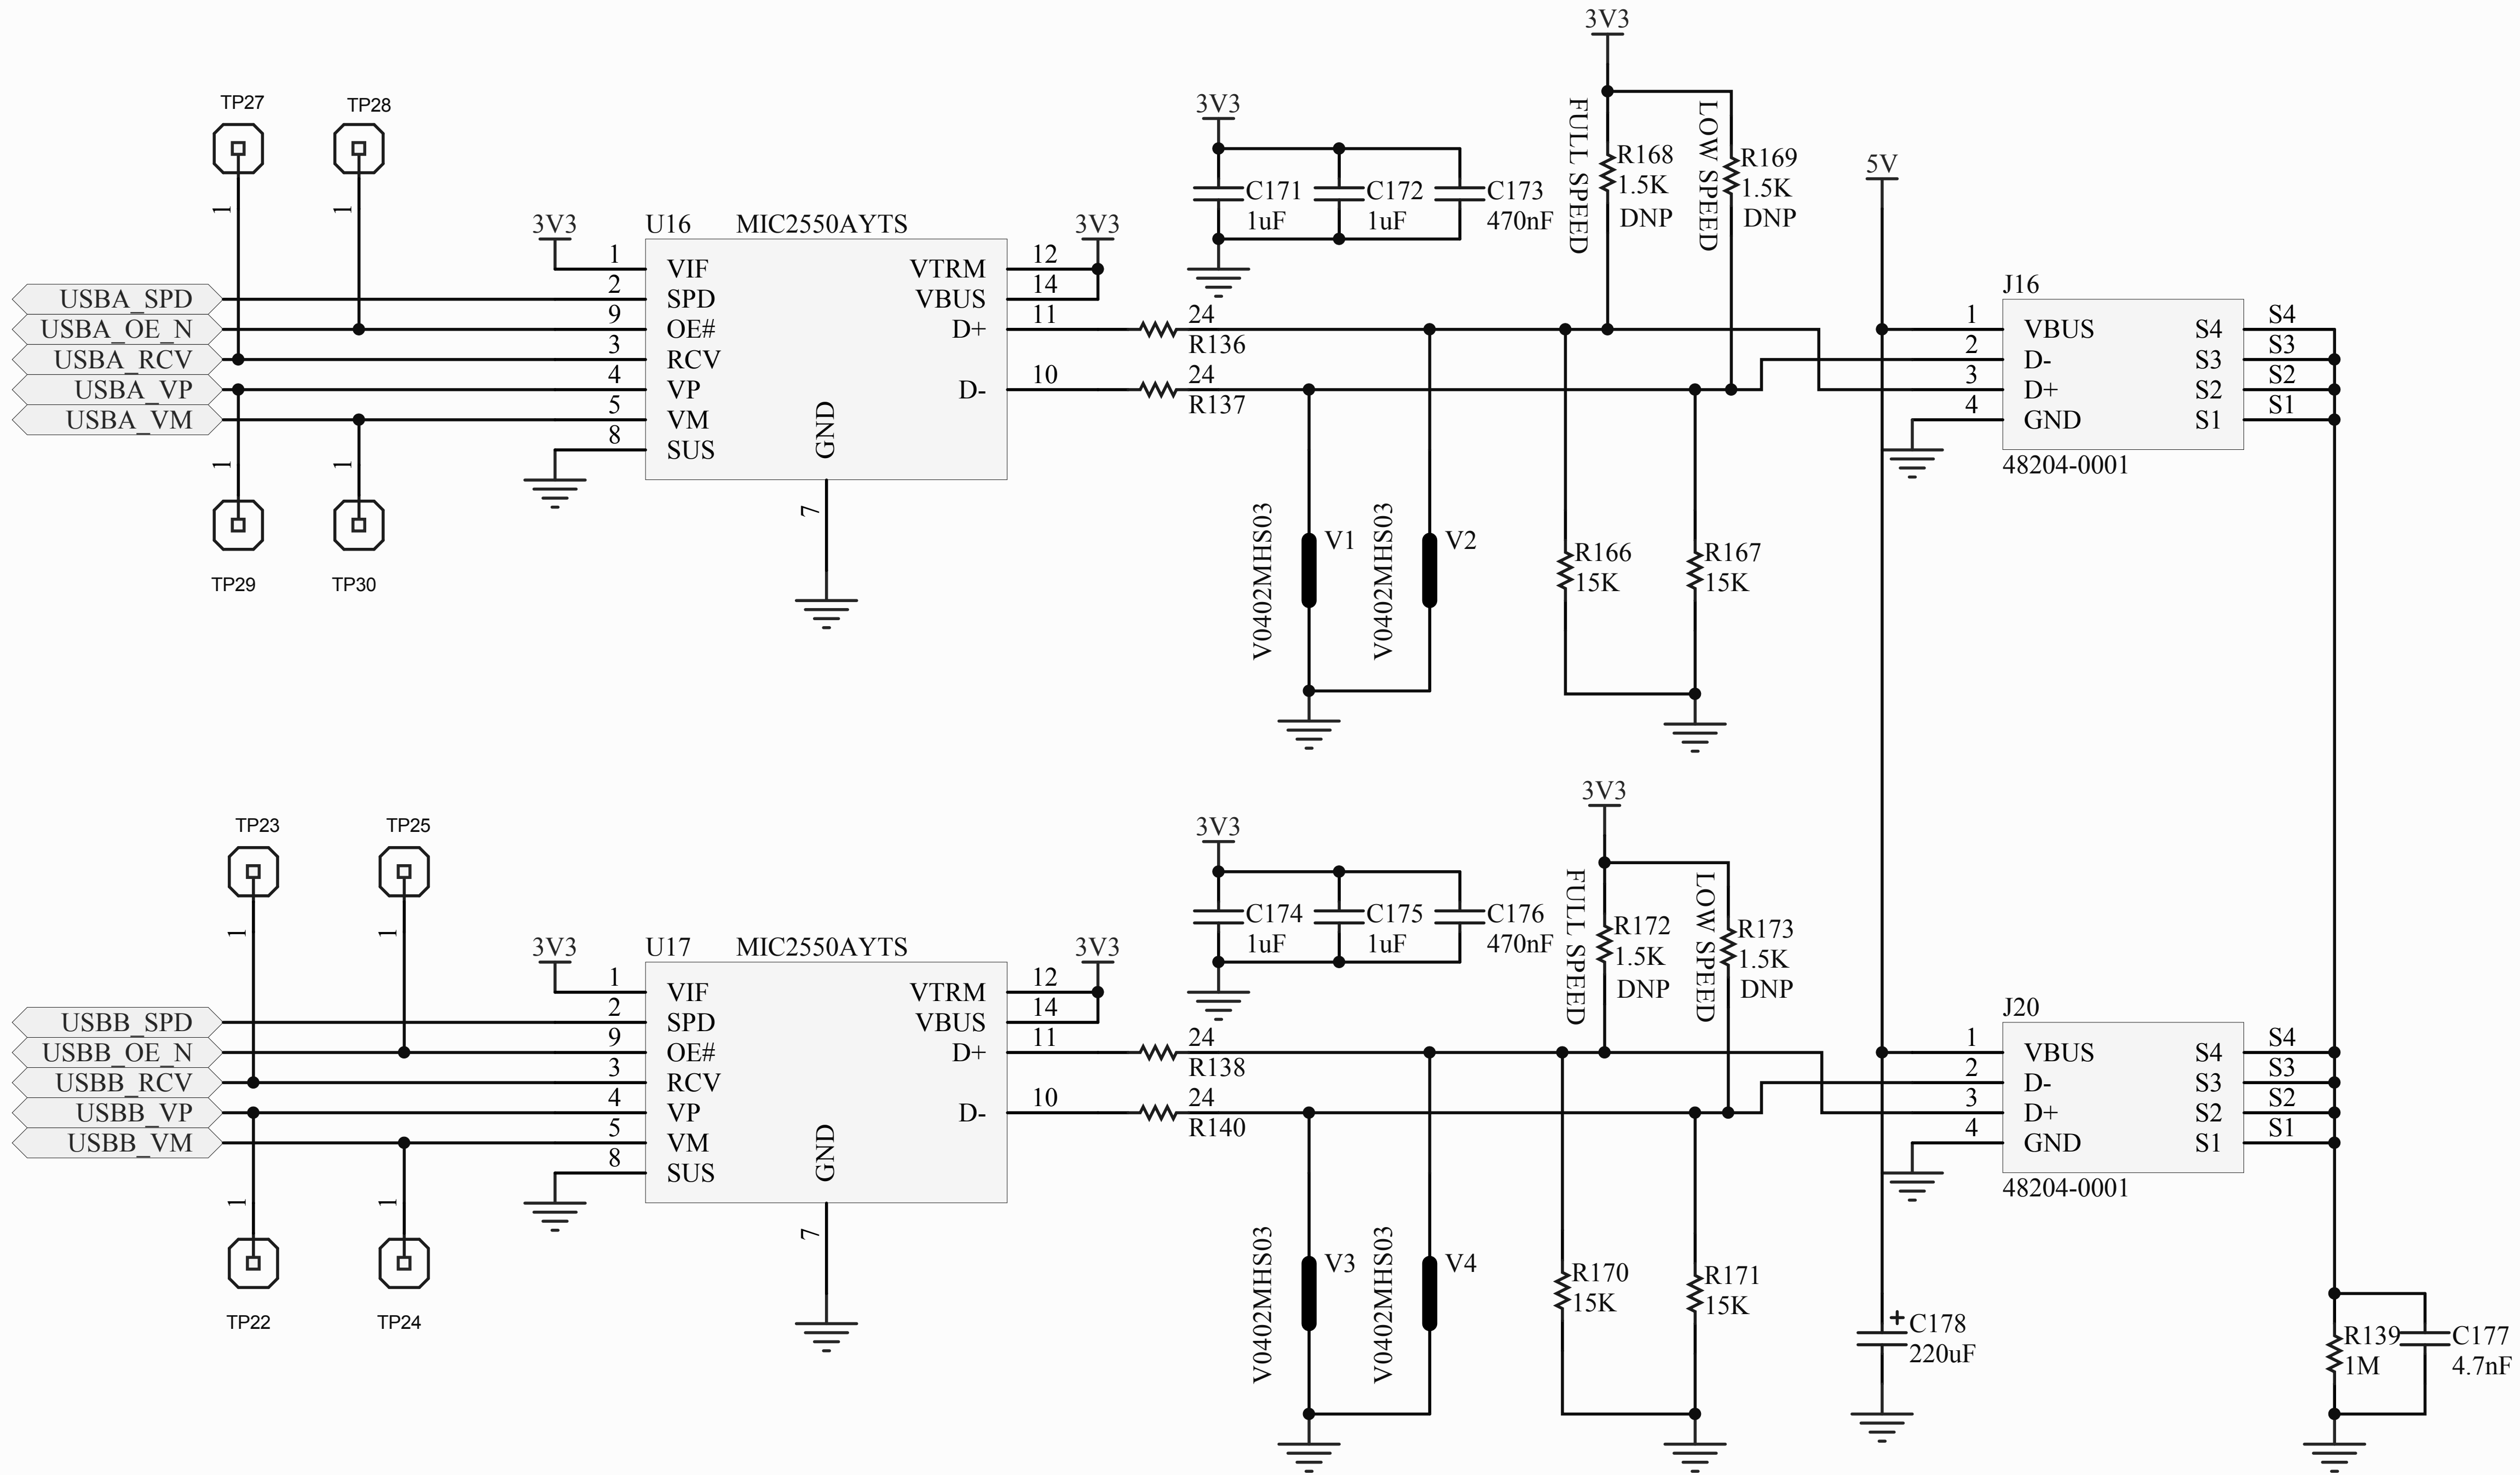 3V3
TP27
TP28
3V3
FULL SPEED
LOW SPEED
R168
1.5K
DNP
R169
1.5K
DNP
5V
C171
1uF
C172
1uF
C173
470nF
1
1
3V3
U16
MIC2550AYTS
3V3
1
VIF
VTRM
12
USBA_SPD
2
SPD
VBUS
14
USBA_OE_N
9
OE#
D+
11
24
R136
USBA_RCV
3
RCV
USBA_VP
4
VP
D-
10
24
R137
USBA_VM
5
VM
8
SUS
GND
7
J16
1
VBUS
S4
S4
2
D-
S3
S3
3
D+
S2
S2
4
GND
S1
S1
48204-0001
1
1
TP29
TP30
V0402MHS03
V1
V0402MHS03
V2
R166
15K
R167
15K
3V3
TP23
TP25
3V3
FULL SPEED
LOW SPEED
R172
1.5K
DNP
R173
1.5K
DNP
C174
1uF
C175
1uF
C176
470nF
1
1
3V3
U17
MIC2550AYTS
3V3
1
VIF
VTRM
12
USBB_SPD
2
SPD
VBUS
14
USBB_OE_N
9
OE#
D+
11
24
R138
USBB_RCV
3
RCV
USBB_VP
4
VP
D-
10
24
R140
USBB_VM
5
VM
8
SUS
GND
7
J20
1
VBUS
S4
S4
2
D-
S3
S3
3
D+
S2
S2
4
GND
S1
S1
48204-0001
1
1
TP22
TP24
V0402MHS03
V3
V0402MHS03
V4
R170
15K
R171
15K
+
C178
220uF
R139
1M
C177
4.7nF